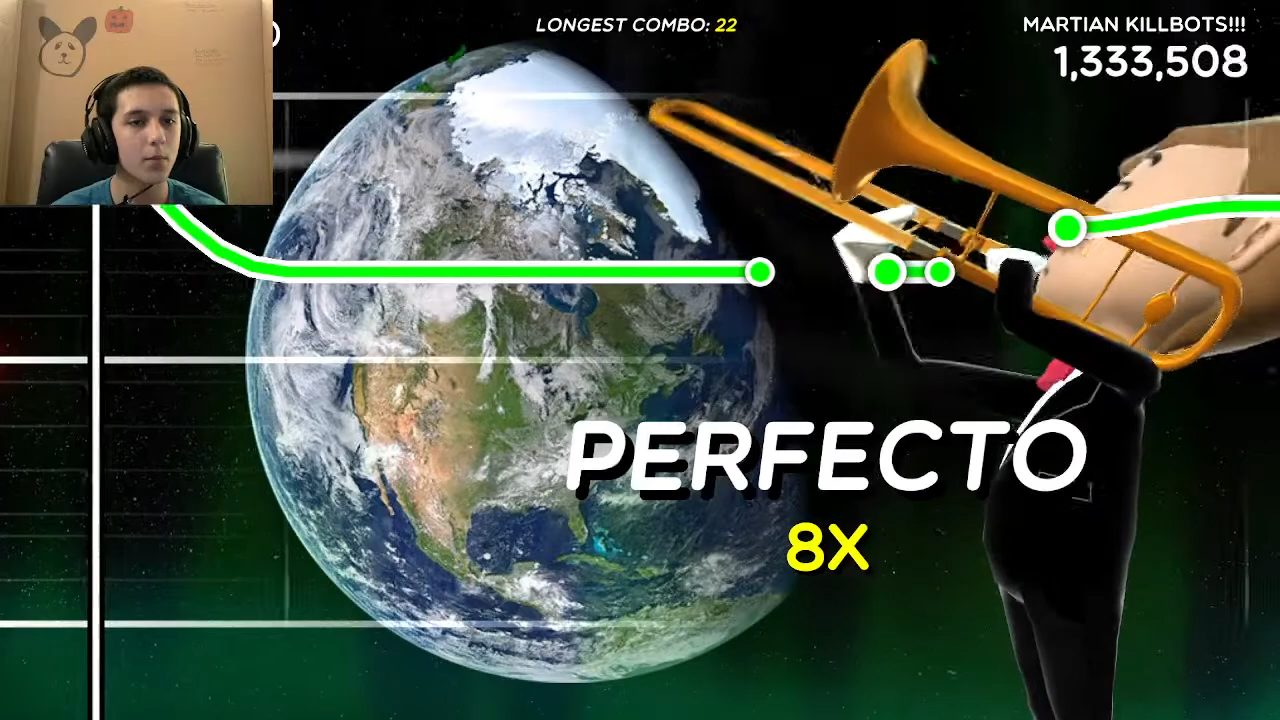 LONGEST COMBO: 22
MARTIAN KILLBOTS!!!
1,333,508
PERFECTO
8X